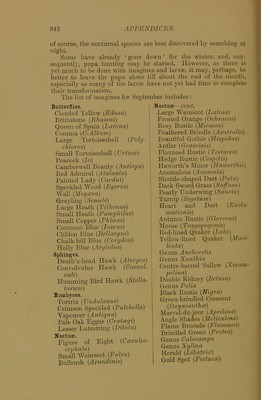 342 APPENDICES
of course, the nocturnal species are best discovered by searching at
night.
Some have already “gone down” for the winter, and, con-
sequently, pupa hunting may be started. However, as there is
yet much to be done with imagines and larvæ, it may, perhaps, be
better to leave the pupæ alone till about the end of the month,
especially as many of the larvæ have not yet had time to complete
their transformation.
The list of imagines for September includes:
Butterflies.
Clouded Yellow (Edusa)
Brimstone (Rhamni)
Queen of Spain (Latona)
Comma (C-Album)
Large Tortoiseshell (Poly-
chloros)
Small Tortoiseshell (Urticæ)
Peacock (Io)
Camberwell Beauty (Antiopa)
Red Admiral (Atalanta)
Painted Lady (Cardui)
Speckled Wood (Egeria)
Wall (Megæra)
Grayling (Semele)
Large Heath (Tithonus)
Small Heath (Pamphilus)
Small Copper (Phlæas)
Common Blue (Icarus)
Clifden Blue (Bellargus)
Chalk-hill Blue (Corydon)
Holly Blue (Argiolus)
Sphinges.
Death's-head Hawk (Atropos)
Convolvulus Hawk (Convol-
vuli)
Humming Bird Hawk (Stella-
tarum)
Bombyces.
Tortrix (Undulanus)
Crimson Speckled (Pulchella)
Vapourer (Antiqua)
Pale Oak Eggar (Cratægi)
Lesser Lutestring (Diluta)
Noctuæ.
Figure of Eight (Cæruleo-
cephala)
Small Wainscot (Fulva)
Bullrush (Arundinis)
Noctuæ—cont.
Large Wainscot (Lutosa)
Frosted Orange (Ochracea)
Rosy Rustic (Micacea)
Feathered Brindle (Australis)
Beautiful Gothic (Hispidus)
Antler (Graminis)
Flounced Rustic (Testacea)
Hedge Rustic (Cespitis)
Haworth's Minor (Haworthii)
Anomalous (Anomala)
Shuttle-shaped Dart (Puta)
Dark Sword Grass (Suffusa)
Pearly Underwing (Saucia)
Turnip (Segetum)
Heart and Dart (Excla-
mationis)
Autumn Rustic (Glareosa)
Mouse (Tragopogonis)
Red-lined Quaker (Lota)
Yellow-lined Quaker (Maci-
lenta)
Genus Anchocelis
Genus Xanthia
Centre-barred Sallow (Xeram-
pelina)
Double Kidney (Retusa)
Genus Polia
Black Rustic (Nigra)
Green-brindled Crescent
(Oxyacanthæ)
Marvel-du-jour (Aprilina)
Angle Shades (Meticulosa)
Flame Brocade (Flammea)
Brindled Green (Protea)
Genus Calocampa
Genus Xylina
Herald (Libatrix)
Gold Spot (Festucæ)